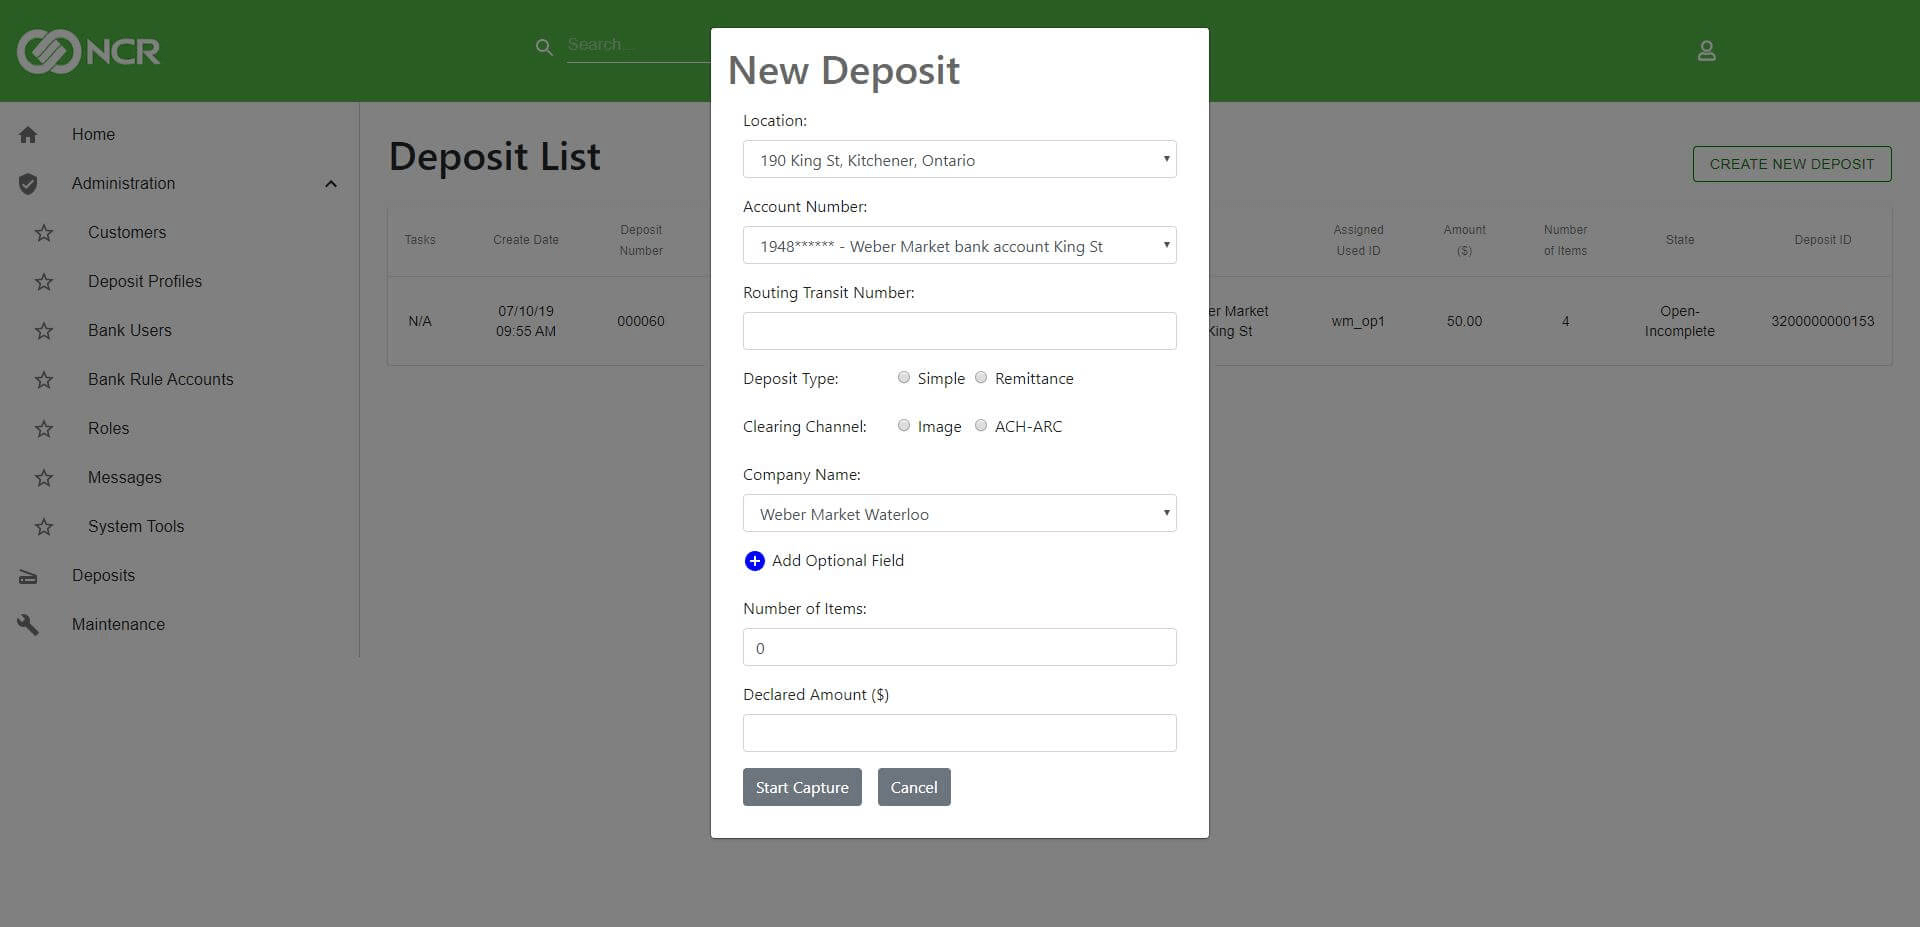 NCR
Search...
Home
Administration
Customers
Deposit Profiles
Bank Users
Bank Rule Accounts
Roles
Messages
System Tools
Deposits
Maintenance
Deposit List
CREATE NEW DEPOSIT
Tasks
Create Date
Deposit
Number
Assigned
Used ID
Amount
($)
Number
of Items
State
Deposit ID
N/A
07/10/19
09:55 AM
000060
Market
King St
wm_op1
50.00
4
Open-
Incomplete
3200000000153
New Deposit
Location:
190 King St, Kitchener, Ontario
Account Number:
1948****** - Weber Market bank account King St
Routing Transit Number:
Deposit Type:
Simple
Remittance
Clearing Channel:
Image
ACH-ARC
Company Name:
Weber Market Waterloo
Add Optional Field
Number of Items:
0
Declared Amount ($)
Start Capture
Cancel